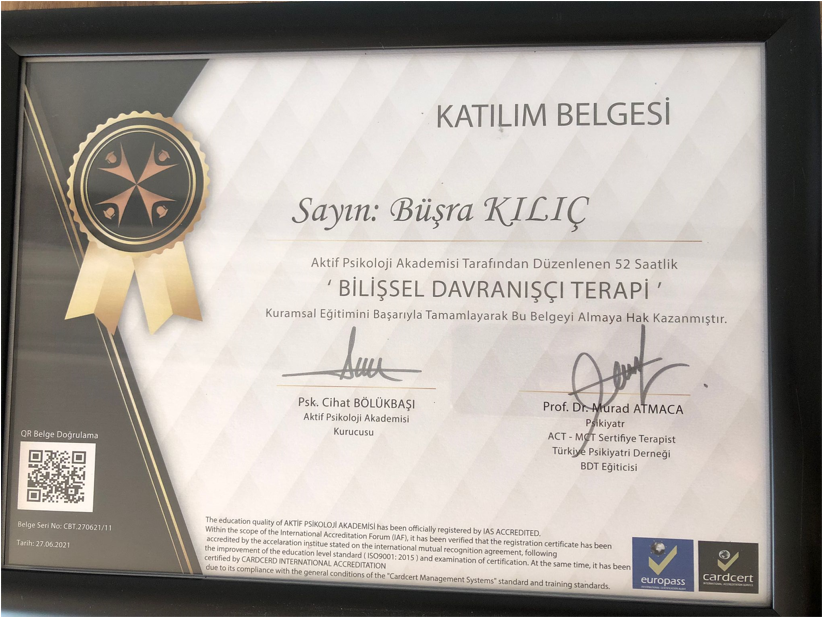 KATILIM BELGESİ
Sayın: Büşra KILIÇ
Aktif Psikoloji Akademisi Tarafından Düzenlenen 52 Saatlik
‘ BİLİŞSEL DAVRANIŞÇI TERAPİ ’
Kuramsal Eğitimini Başarıyla Tamamlayarak Bu Belgeyi Almaya Hak Kazanmıştır.
Psk. Cihat BÖLÜKBAŞI
Aktif Psikoloji Akademisi
Kurucusu
Prof. Dr. Murad ATMACA
Psikiyatr
ACT - MCT Sertifiye Terapist
Türkiye Psikiyatri Derneği
BDT Eğiticisi
QR Belge Doğrulama
Belge Seri No: CBT.270621/11
Tarih: 27.06.2021
The education quality of AKTİF PSİKOLOJİ AKADEMİSİ has been officially registered by IAS ACCREDITED.
Within the scope of the International Accreditation Forum (IAF), it has been verified that the registration certificate has been
accredited by the acceleration institue stated on the international mutual recognition agreement, following
the improvement of the education level standard ( ISO9001: 2015 ) and examination of certification. At the same time, it has been
certified by CARDCERD INTERNATIONAL ACCREDITATION
due to its compliance with the general conditions of the "Cardcert Management Systems" standard and training standards.
europass
cardcert